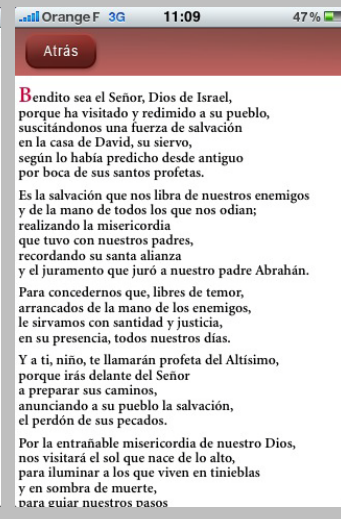 Orange F 3G 11:09 47%
Atrás
Bendito sea el Señor, Dios de Israel,
porque ha visitado y redimido a su pueblo,
suscitándonos una fuerza de salvación
en la casa de David, su siervo,
según lo había predicho desde antiguo
por boca de sus santos profetas.
Es la salvación que nos libra de nuestros enemigos
y de la mano de todos los que nos odian;
realizando la misericordia
que tuvo con nuestros padres,
recordando su santa alianza
y el juramento que juró a nuestro padre Abrahán.
Para concedernos que, libres de temor,
arrancados de la mano de los enemigos,
le sirvamos con santidad y justicia,
en su presencia, todos nuestros días.
Y a ti, niño, te llamarán profeta del Altísimo,
porque irás delante del Señor
a preparar sus caminos,
anunciando a su pueblo la salvación,
el perdón de sus pecados.
Por la entrañable misericordia de nuestro Dios,
nos visitará el sol que nace de lo alto,
para iluminar a los que viven en tinieblas
y en sombra de muerte,
para guiar nuestros pasos